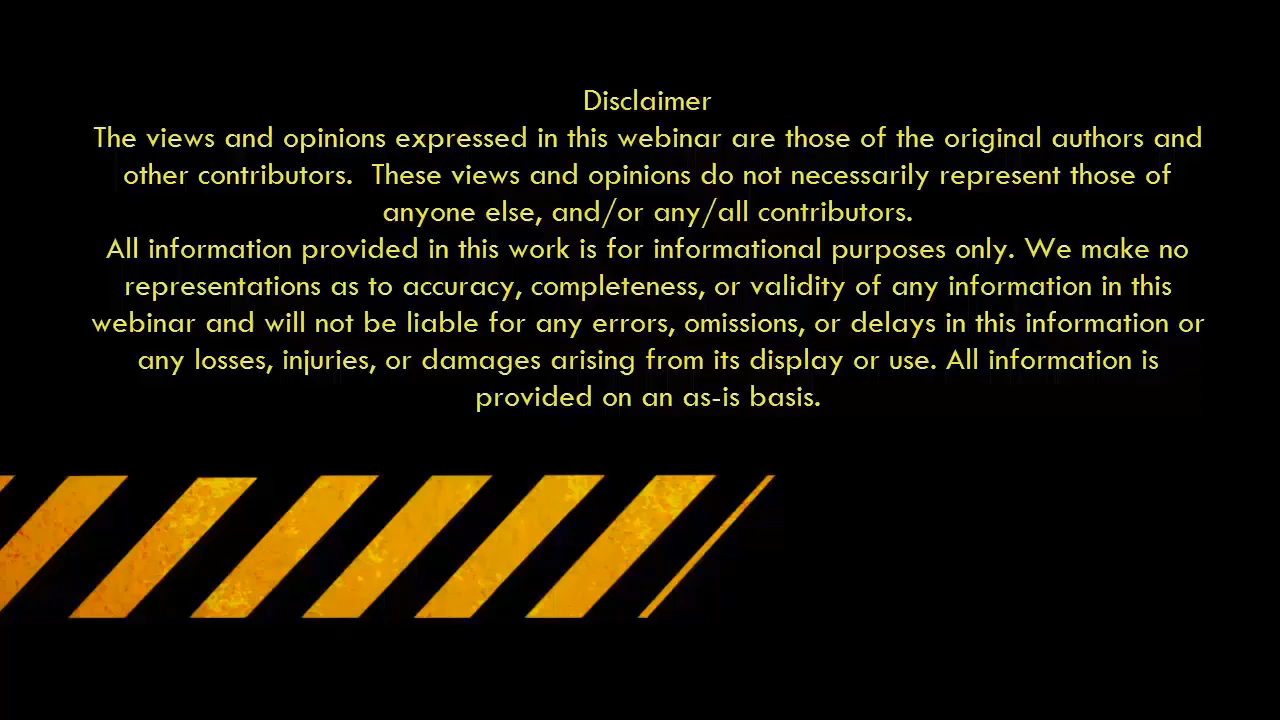 Disclaimer
The views and opinions expressed in this webinar are those of the original authors and
other contributors.  These views and opinions do not necessarily represent those of
anyone else, and/or any/all contributors.
All information provided in this work is for informational purposes only. We make no
representations as to accuracy, completeness, or validity of any information in this
webinar and will not be liable for any errors, omissions, or delays in this information or
any losses, injuries, or damages arising from its display or use. All information is
provided on an as-is basis.